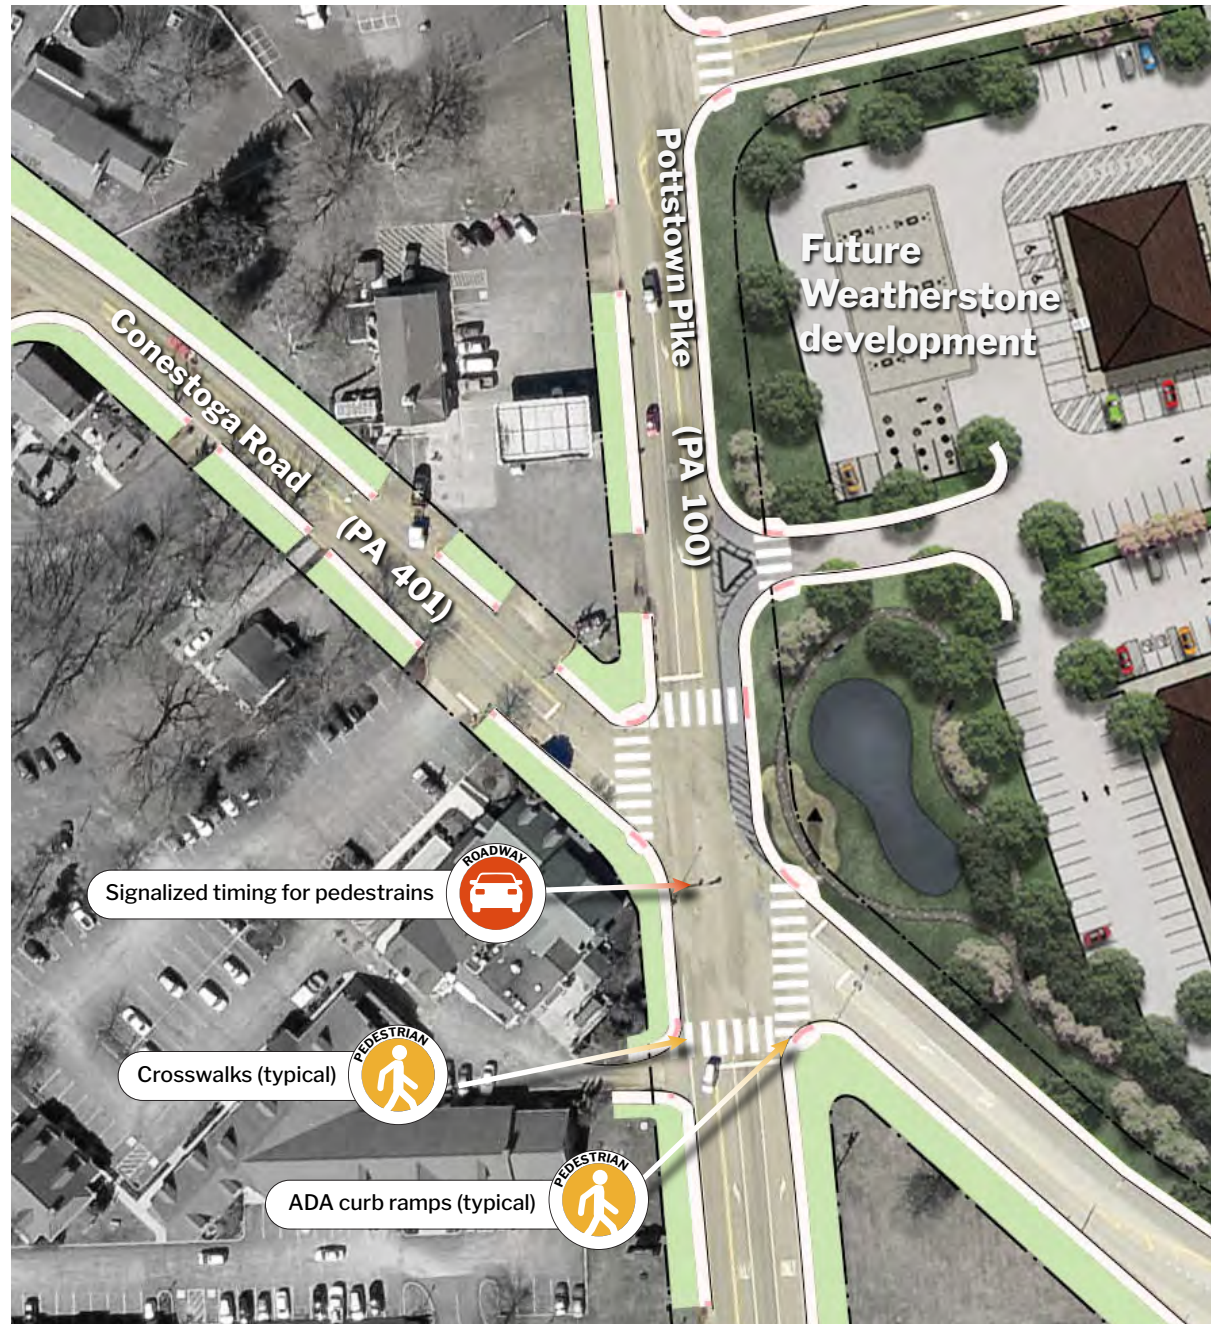 Pottstown Pike
(PA 100)
Future
Weatherstone
development
Conestoga Road
(PA 401)
ROADWAY
Signalized timing for pedestrains
PEDESTRIAN
Crosswalks (typical)
PEDESTRIAN
ADA curb ramps (typical)